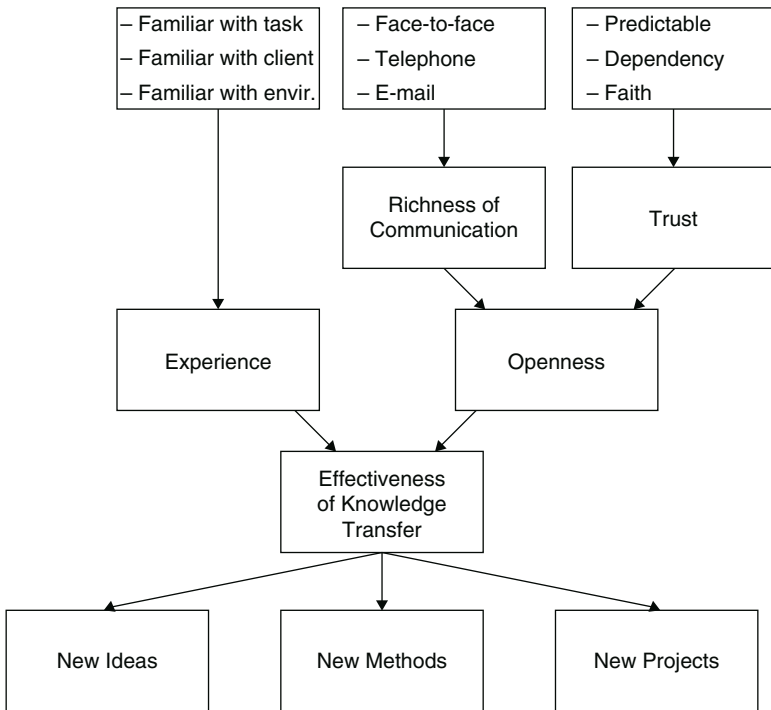 – Familiar with task
– Familiar with client
– Familiar with envir.
– Face-to-face
– Telephone
– E-mail
– Predictable
– Dependency
– Faith
Richness of
Communication
Trust
Experience
Openness
Effectiveness
of Knowledge
Transfer
New Ideas
New Methods
New Projects